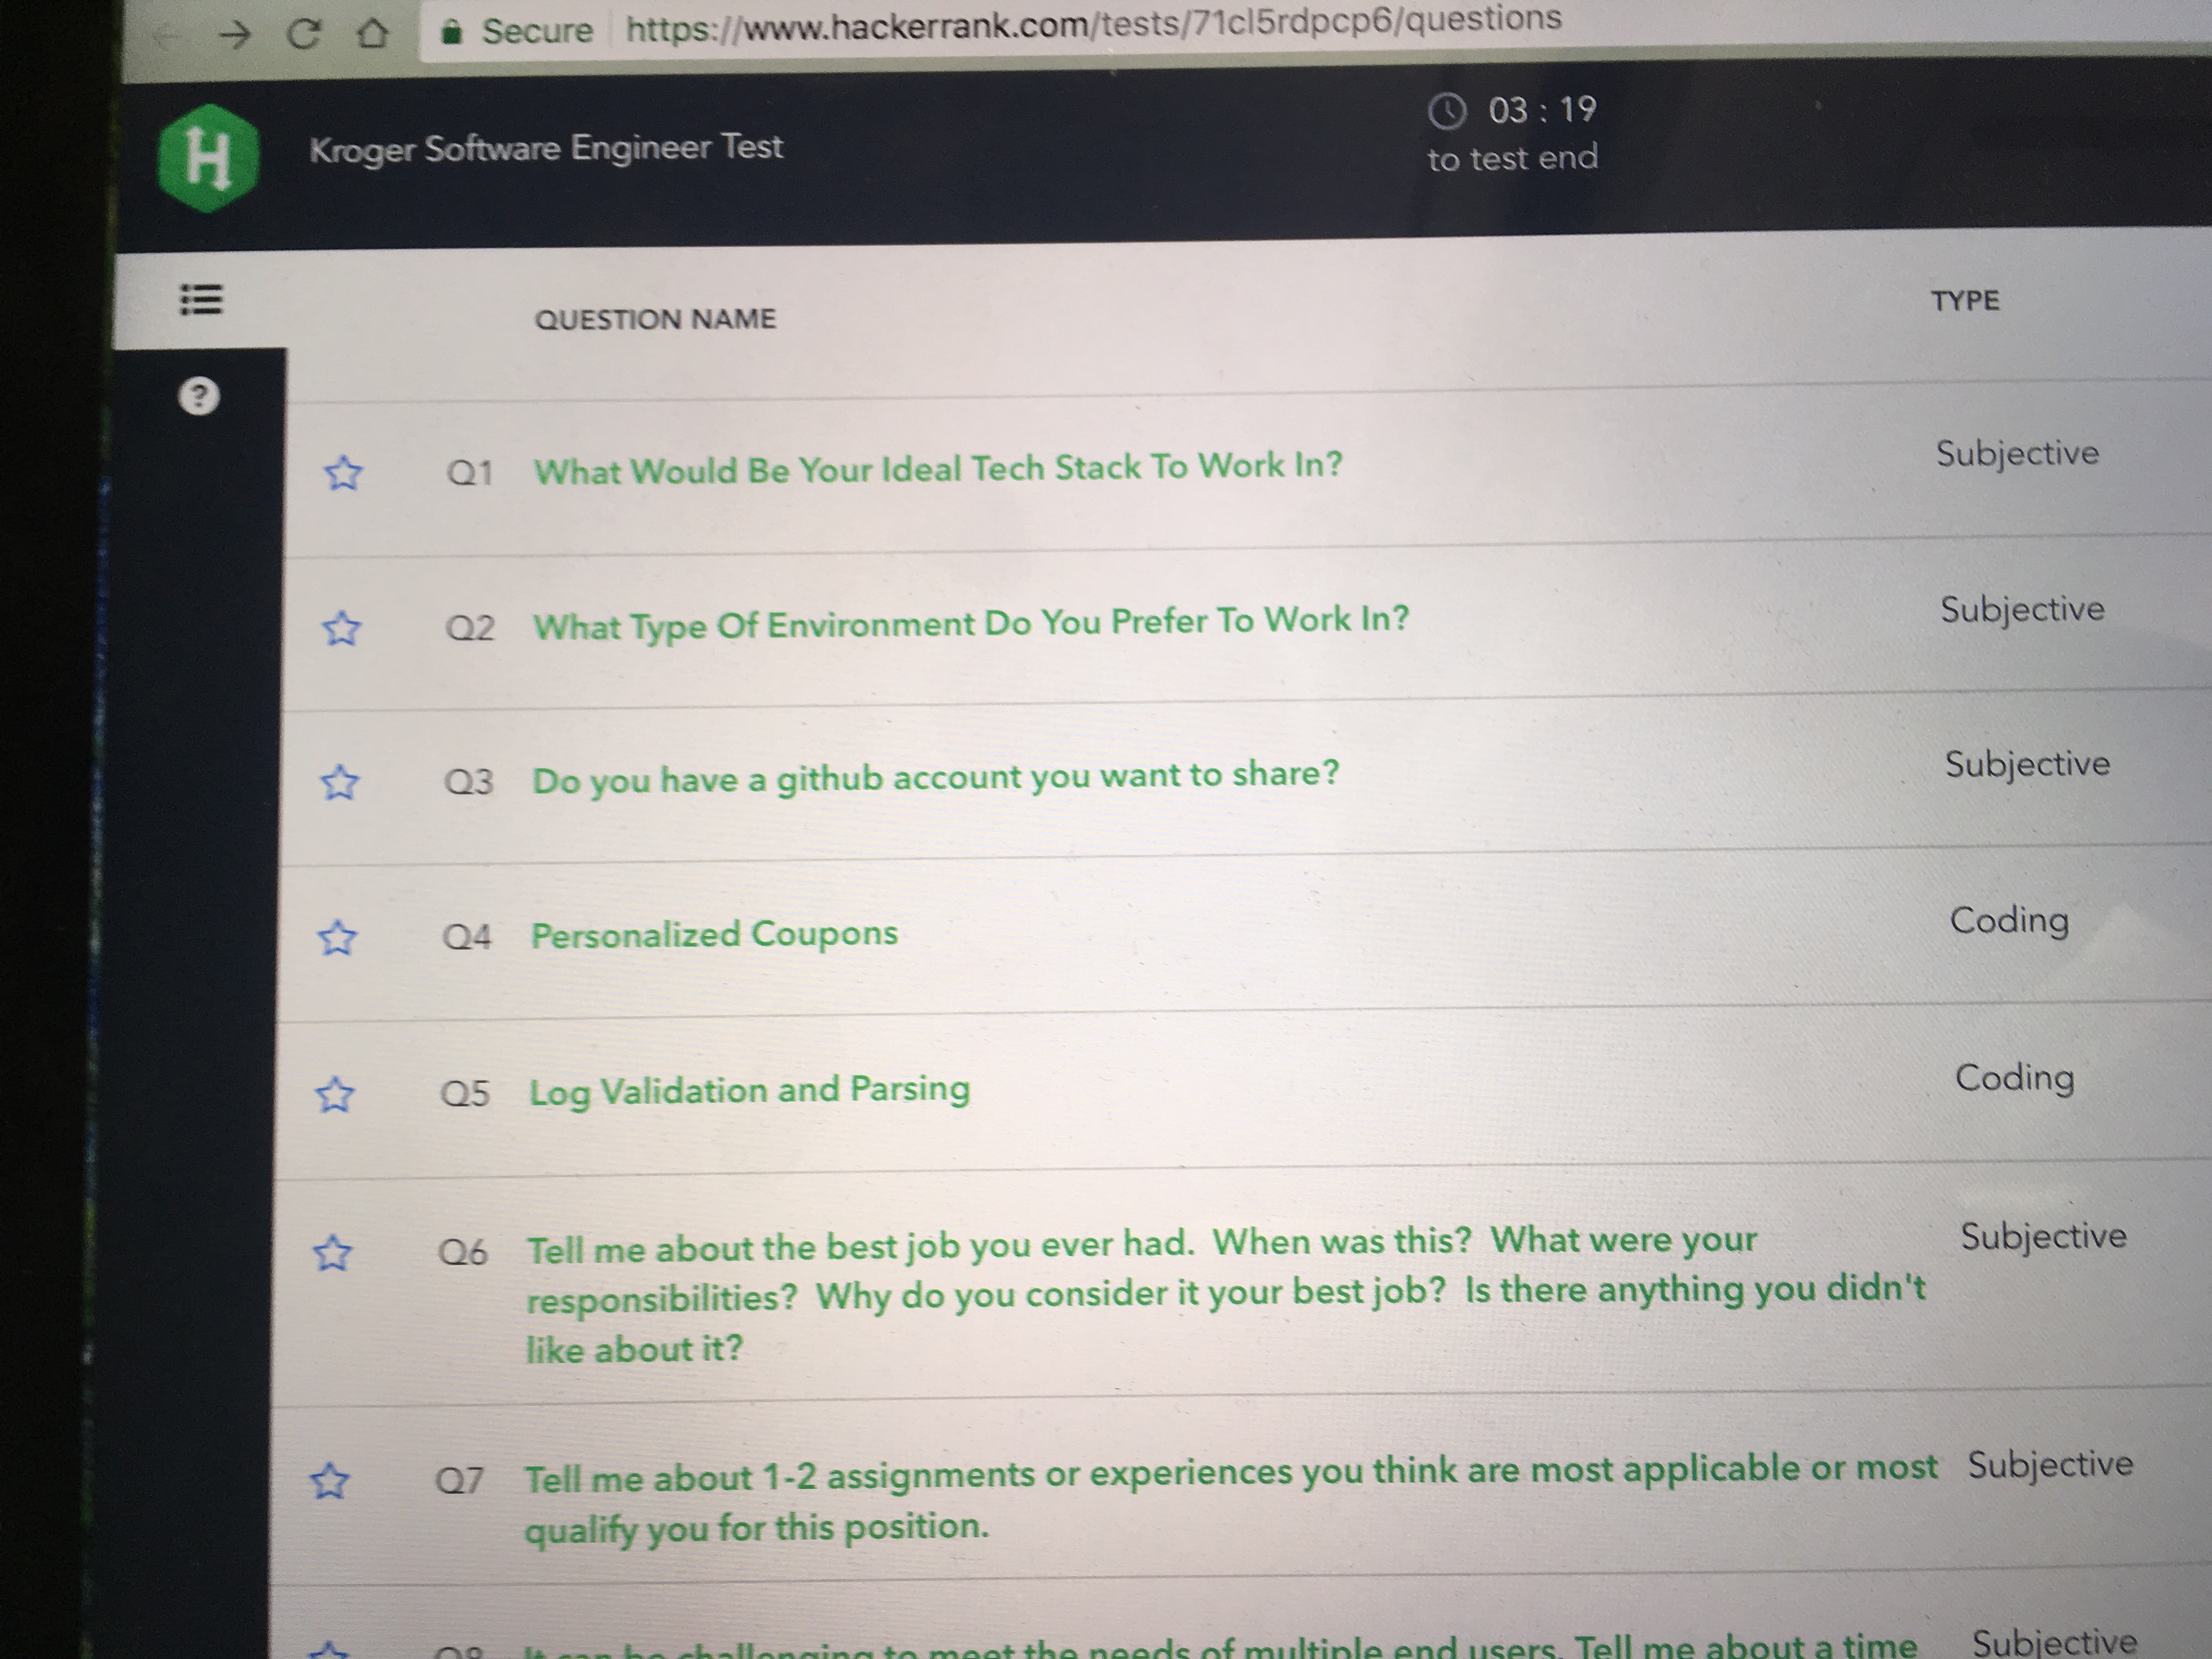 Secure https://www.hackerrank.com/tests/71cl5rdpcp6/questions
H
Kroger Software Engineer Test
03 : 19
to test end
QUESTION NAME
TYPE
?
Q1 What Would Be Your Ideal Tech Stack To Work In? Subjective
Q2 What Type Of Environment Do You Prefer To Work In? Subjective
Q3 Do you have a github account you want to share? Subjective
Q4 Personalized Coupons Coding
Q5 Log Validation and Parsing Coding
Q6 Tell me about the best job you ever had. When was this? What were your Subjective
responsibilities? Why do you consider it your best job? Is there anything you didn't
like about it?
Q7 Tell me about 1-2 assignments or experiences you think are most applicable or most Subjective
qualify you for this position.
Q8 It can be challenging to meet the needs of multiple end users. Tell me about a time Subjective